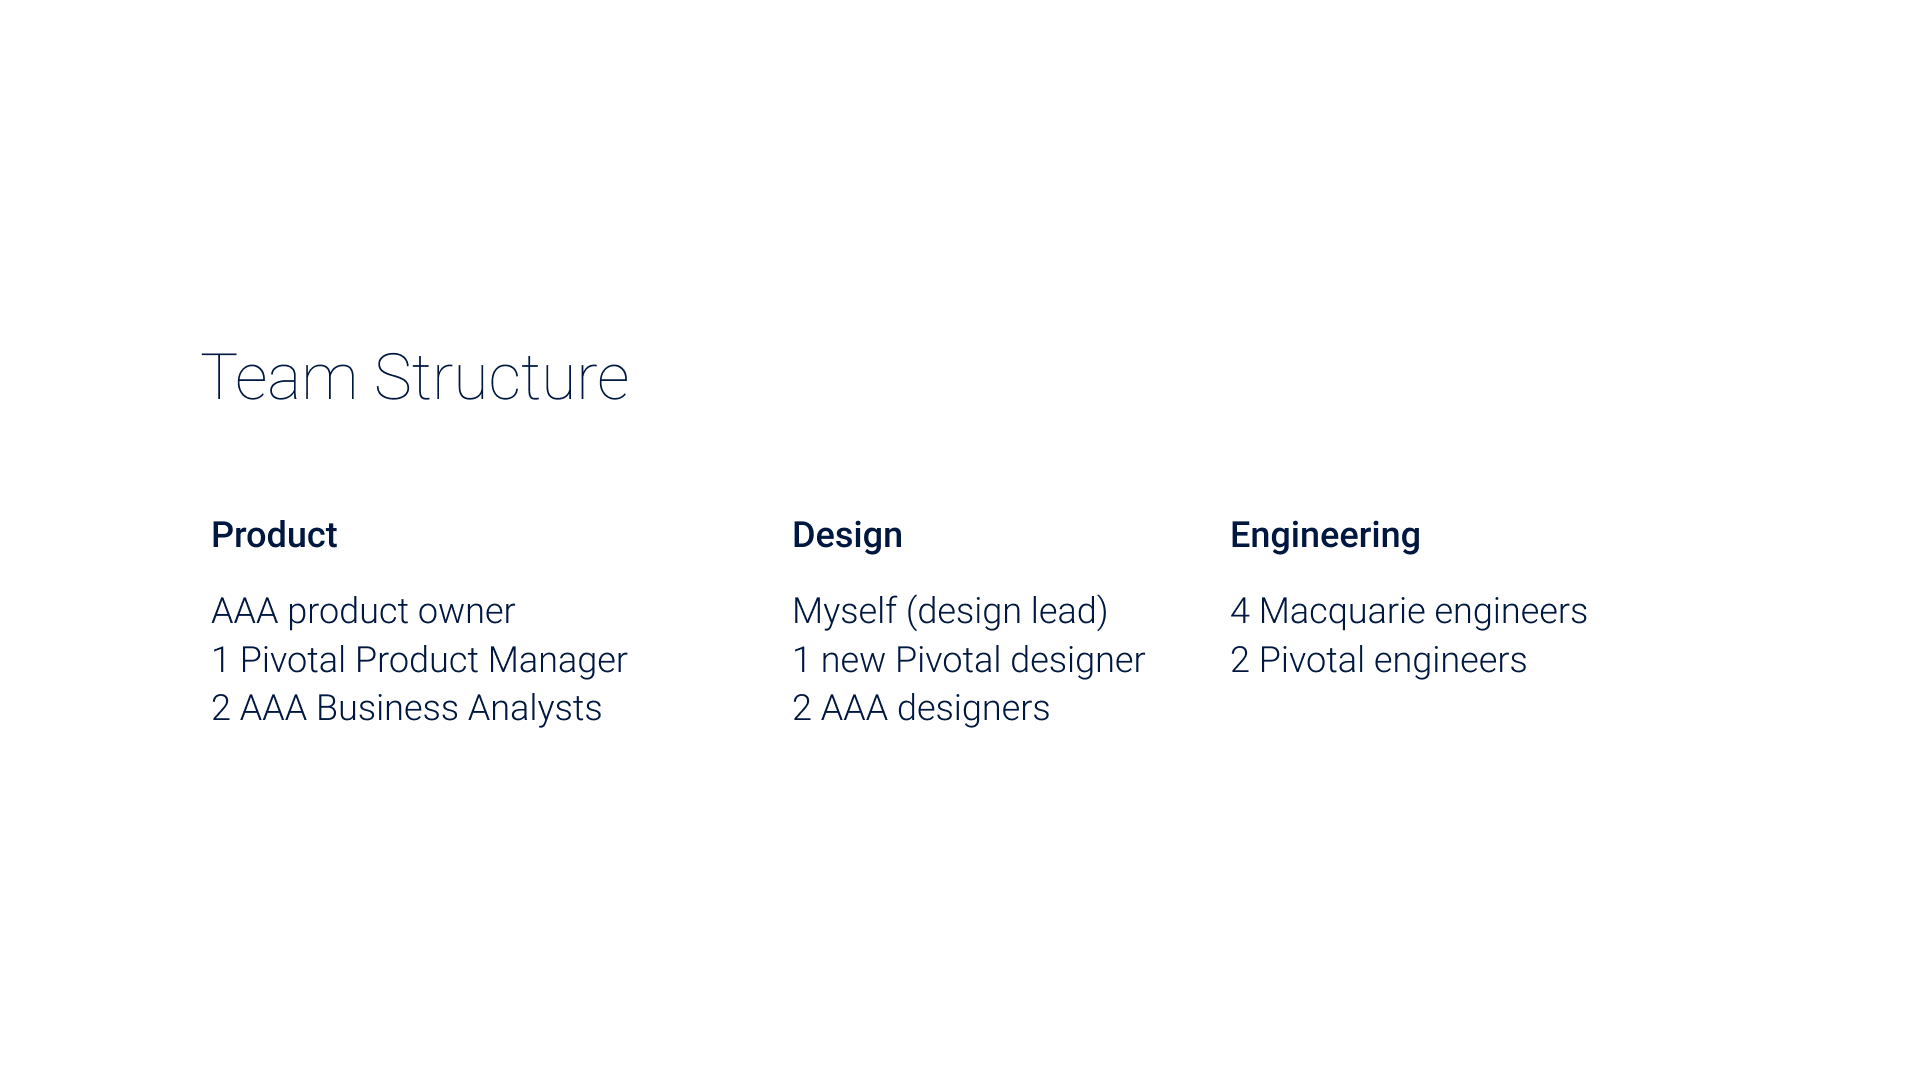 Team Structure
Product
AAA product owner
1 Pivotal Product Manager
2 AAA Business Analysts
Design
Myself (design lead)
1 new Pivotal designer
2 AAA designers
Engineering
4 Macquarie engineers
2 Pivotal engineers